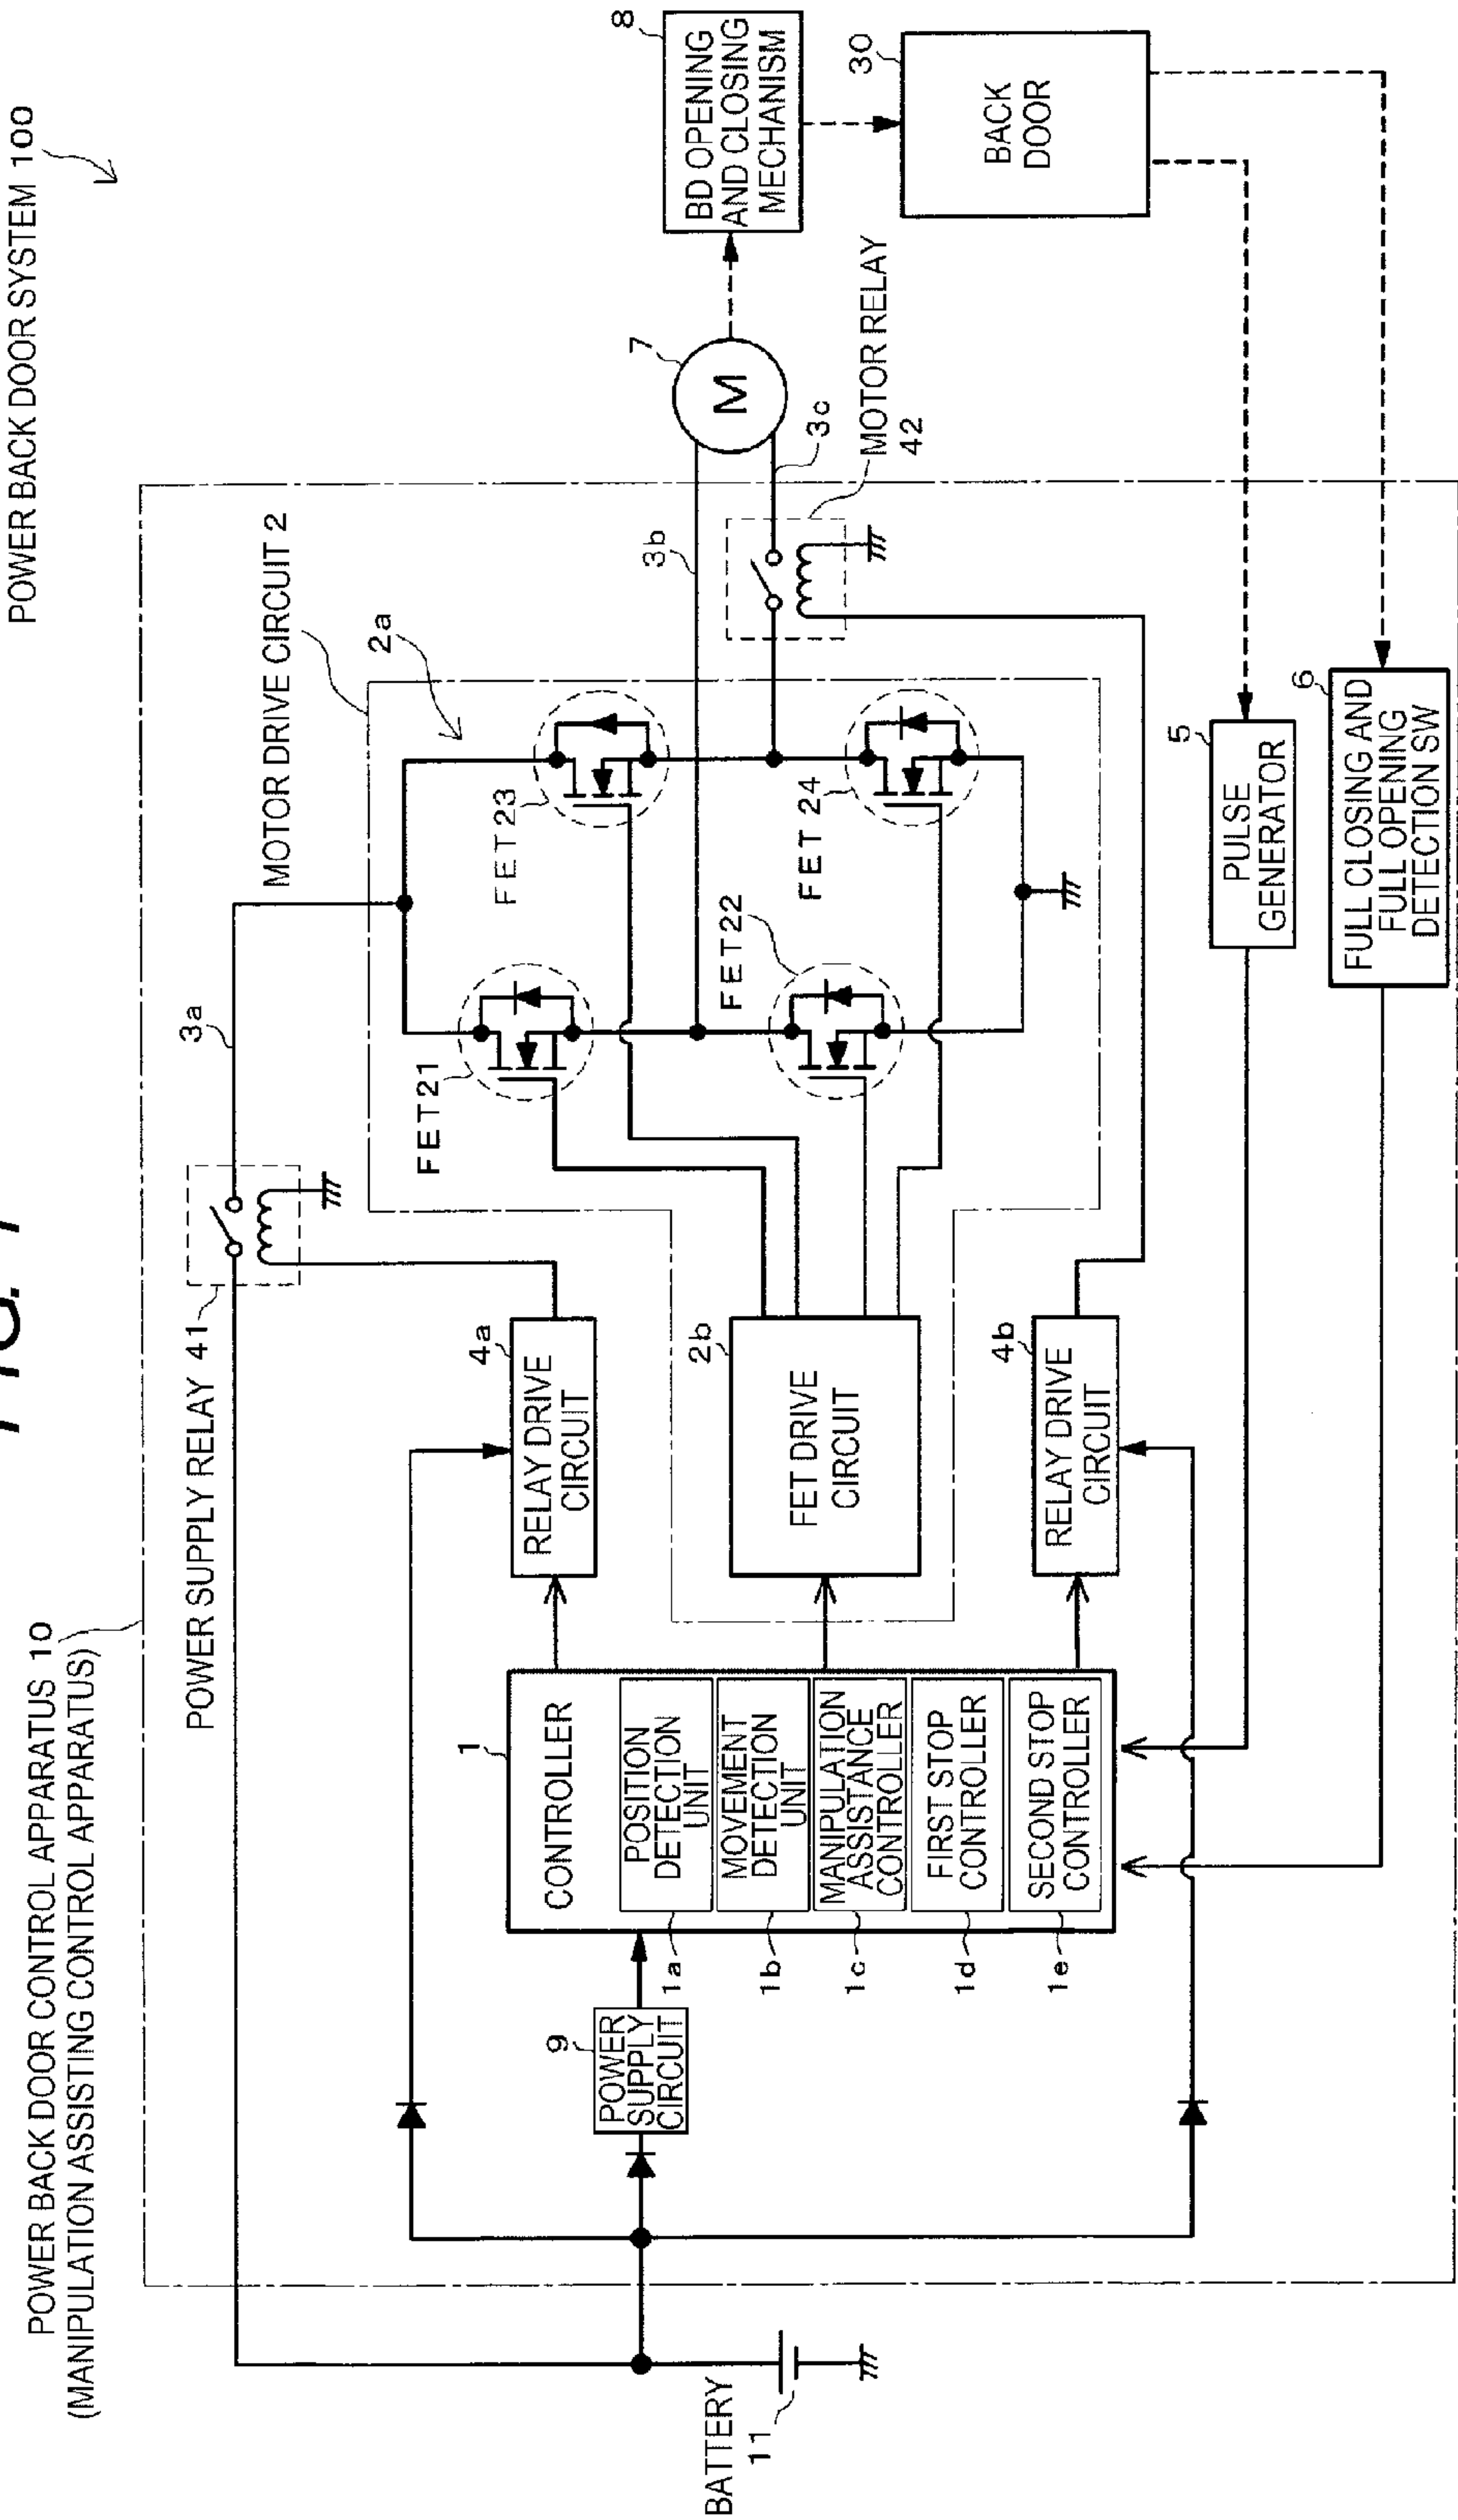 FIG. 1
POWER BACK DOOR SYSTEM 100
POWER BACK DOOR CONTROL APPARATUS 10
(MANIPULATION ASSISTING CONTROL APPARATUS)
POWER SUPPLY RELAY 41
3a
MOTOR DRIVE CIRCUIT 2
2a
FET21
FET23
FET22
FET 24
3b
3c
MOTOR RELAY
42
7
M
8
BD OPENING
AND CLOSING
MECHANISM
30
BACK
DOOR
4a
RELAY DRIVE
CIRCUIT
2b
FET DRIVE
CIRCUIT
4b
RELAY DRIVE
CIRCUIT
1
CONTROLLER
POSITION
DETECTION
UNIT
1a
MOVEMENT
DETECTION
UNIT
1b
MANIPULATION
ASSISTANCE
CONTROLLER
1c
FIRST STOP
CONTROLLER
1d
SECOND STOP
CONTROLLER
1e
9
POWER
SUPPLY
CIRCUIT
BATTERY
11
5
PULSE
GENERATOR
6
FULL CLOSING AND
FULL OPENING
DETECTION SW